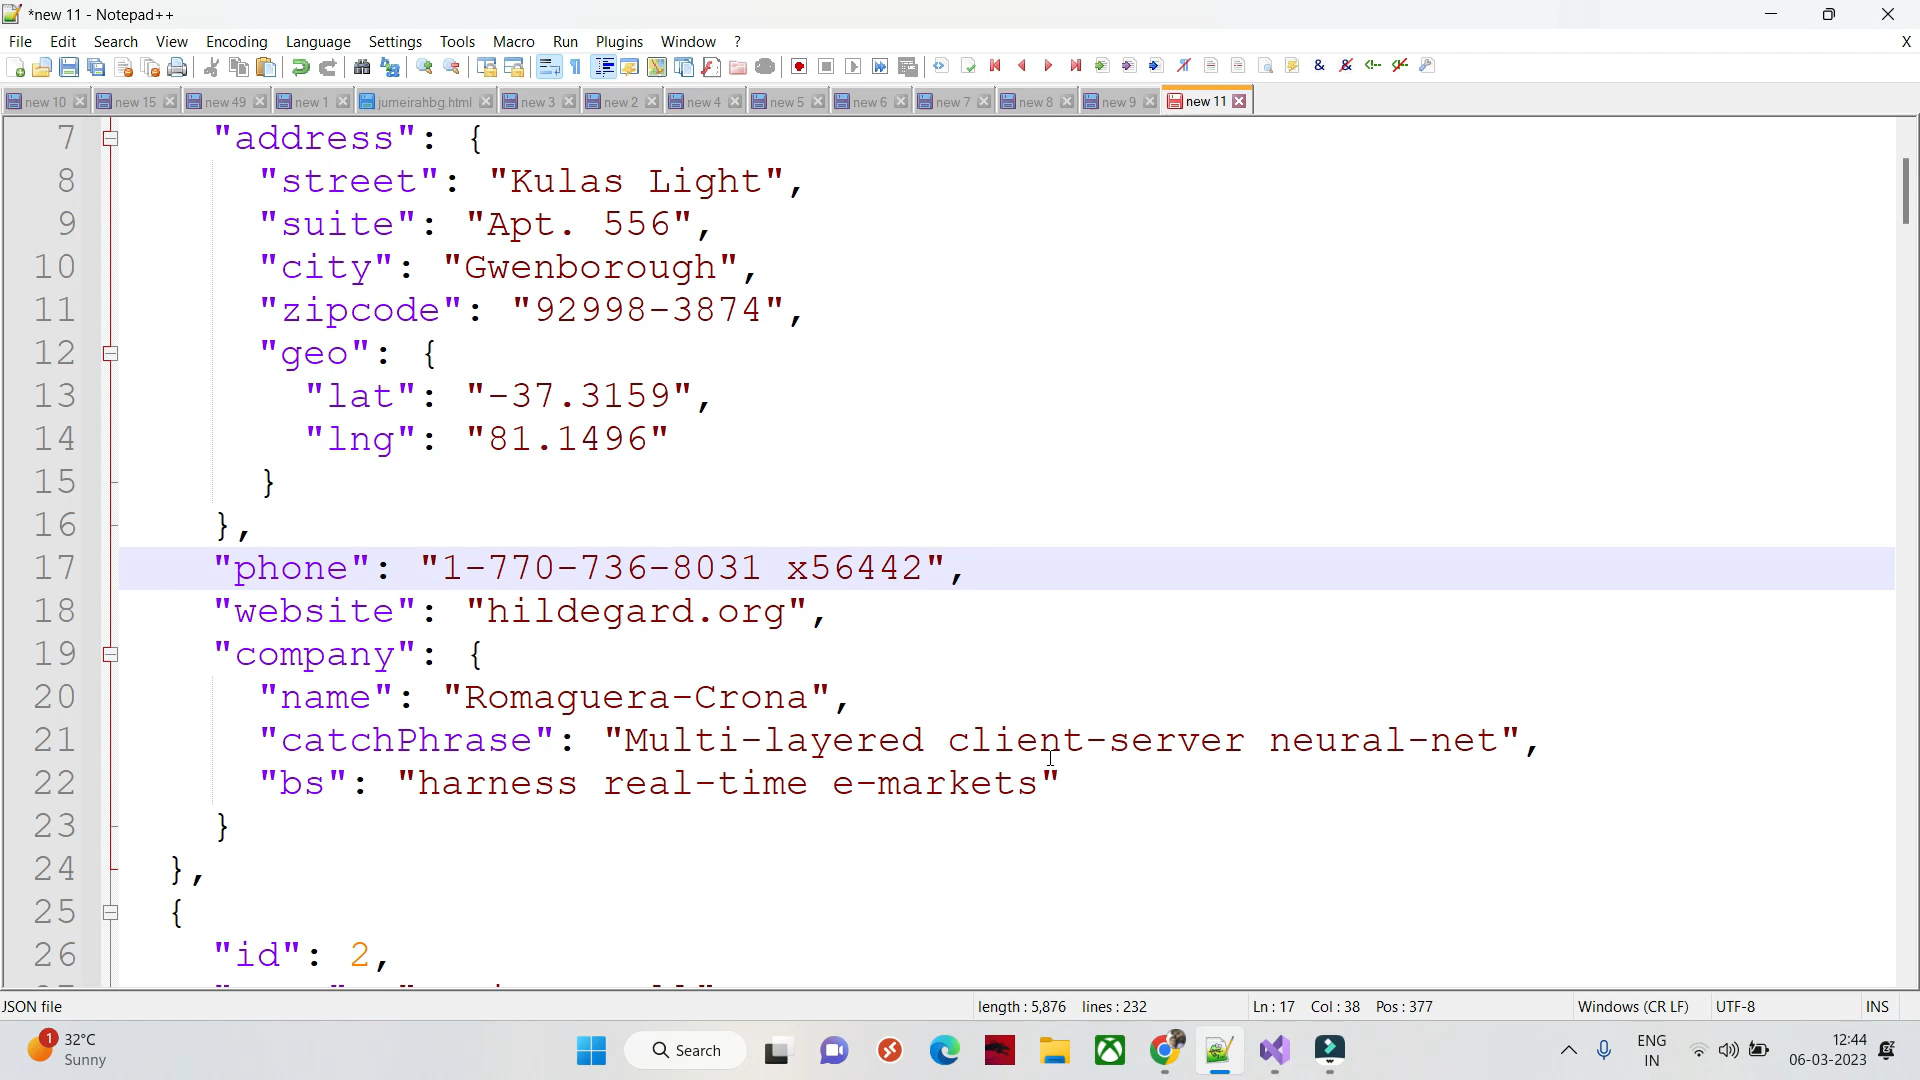 *new 11 - Notepad++
File Edit Search View Encoding Language Settings Tools Macro Run Plugins Window ?
X
new 10 new 15 new 49 new 1 jumeirahbg.html new 3 new 2 new 4 new 5 new 6 new 7 new 8 new 9 new 11
7 "address": {
8 "street": "Kulas Light",
9 "suite": "Apt. 556",
10 "city": "Gwenborough",
11 "zipcode": "92998-3874",
12 "geo": {
13 "lat": "-37.3159",
14 "lng": "81.1496"
15 }
16 },
17 "phone": "1-770-736-8031 x56442",
18 "website": "hildegard.org",
19 "company": {
20 "name": "Romaguera-Crona",
21 "catchPhrase": "Multi-layered client-server neural-net",
22 "bs": "harness real-time e-markets"
23 }
24 },
25 {
26 "id": 2,
JSON file length : 5,876 lines : 232 Ln : 17 Col : 38 Pos : 377 Windows (CR LF) UTF-8 INS
1 32°C
Sunny
Search
ENG
IN
12:44
06-03-2023